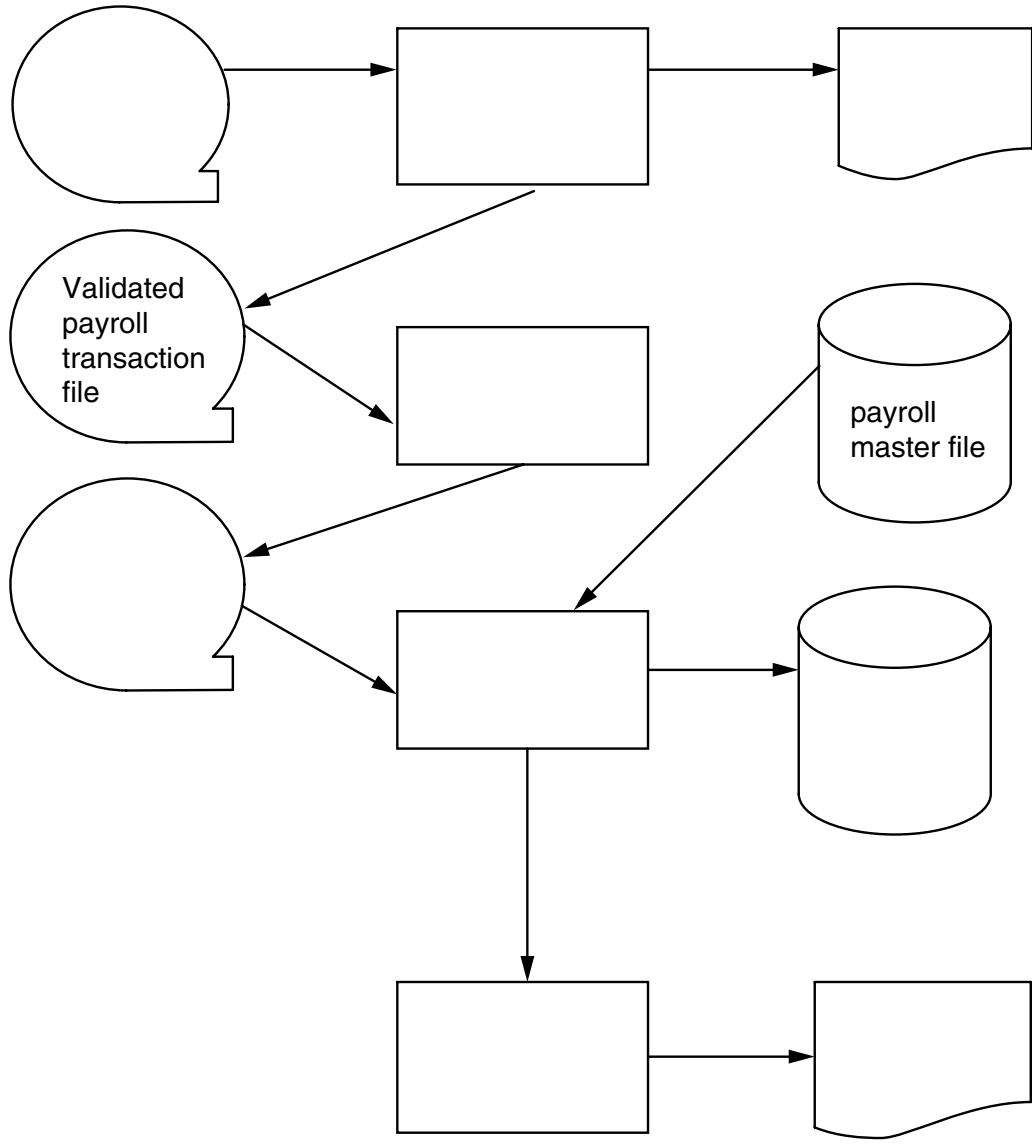 Validated
payroll
transaction
file
payroll
master file